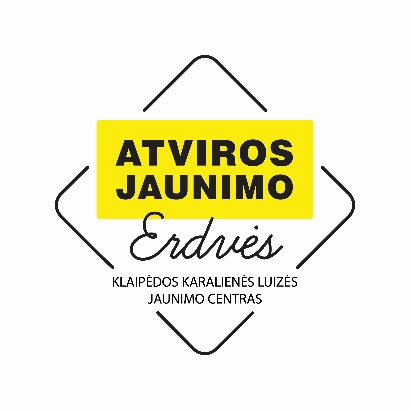 ATVIROS
JAUNIMO
Erdvės
KLAIPĖDOS KARALIENĖS LUIZĖS
JAUNIMO CENTRAS